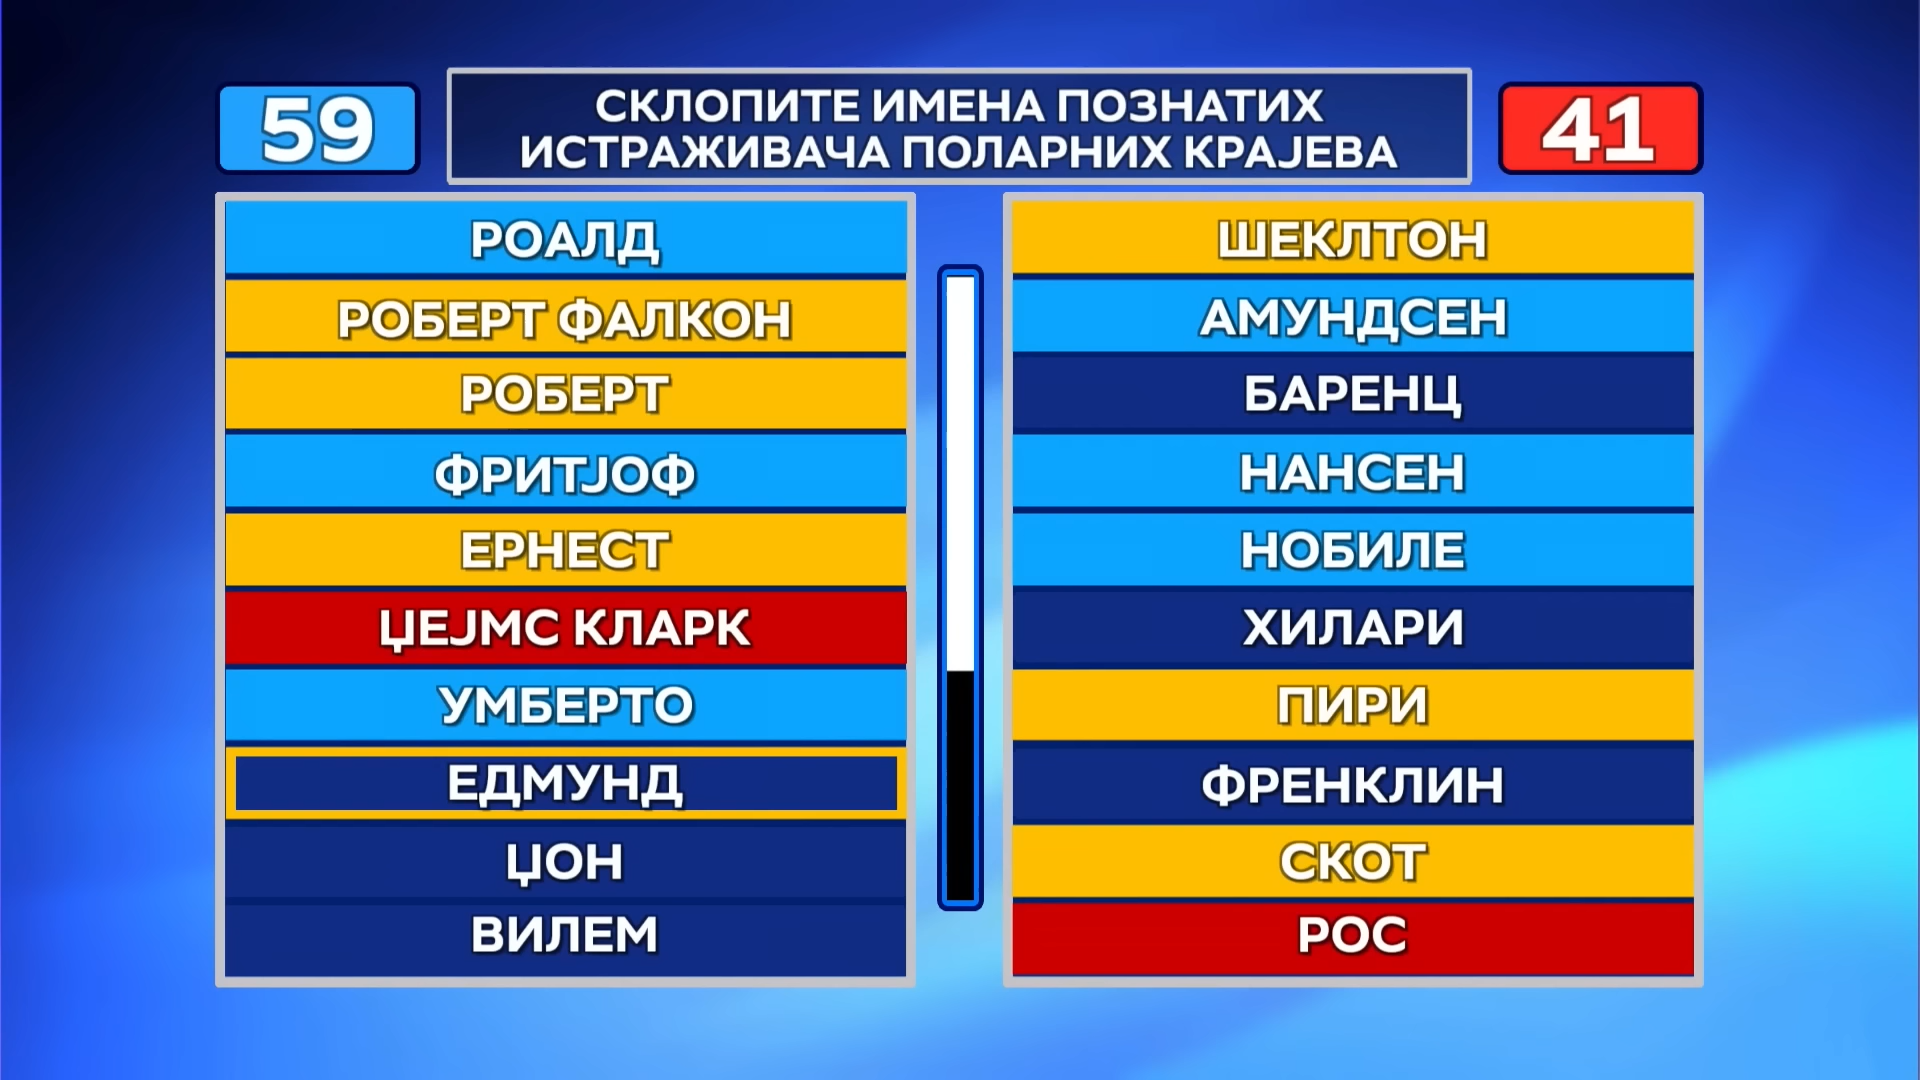 59
СКЛОПИТЕ ИМЕНА ПОЗНАТИХ
ИСТРАЖИВАЧА ПОЛАРНИХ КРАЈЕВА
41
РОАЛД
РОБЕРТ ФАЛКОН
РОБЕРТ
ФРИТЈОФ
ЕРНЕСТ
ЏЕЈМС КЛАРК
УМБЕРТО
ЕДМУНД
ЏОН
ВИЛЕМ
ШЕКЛТОН
АМУНДСЕН
БАРЕНЦ
НАНСЕН
НОБИЛЕ
ХИЛАРИ
ПИРИ
ФРЕНКЛИН
СКОТ
РОС